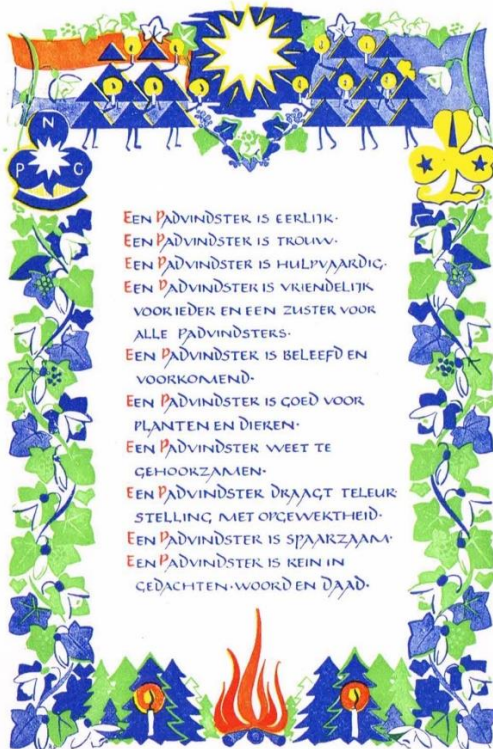 N
P G
EEN PADVINDSTER IS EERLIJK·
EEN PADVINDSTER IS TROUW·
EEN PADVINDSTER IS HULPVAARDIG·
EEN PADVINDSTER IS VRIENDELIJK
VOOR IEDER EN EEN ZUSTER VOOR
ALLE PADVINDSTERS·
EEN PADVINDSTER IS BELEEFD EN
VOORKOMEND·
EEN PADVINDSTER IS GOED VOOR
PLANTEN EN DIEREN·
EEN PADVINDSTER WEET TE
GEHOORZAMEN·
EEN PADVINDSTER DRAAGT TELEUR·
STELLING MET OPGEWEKTHEID·
EEN PADVINDSTER IS SPAARZAAM·
EEN PADVINDSTER IS REIN IN
GEDACHTEN·WOORD EN DAAD·